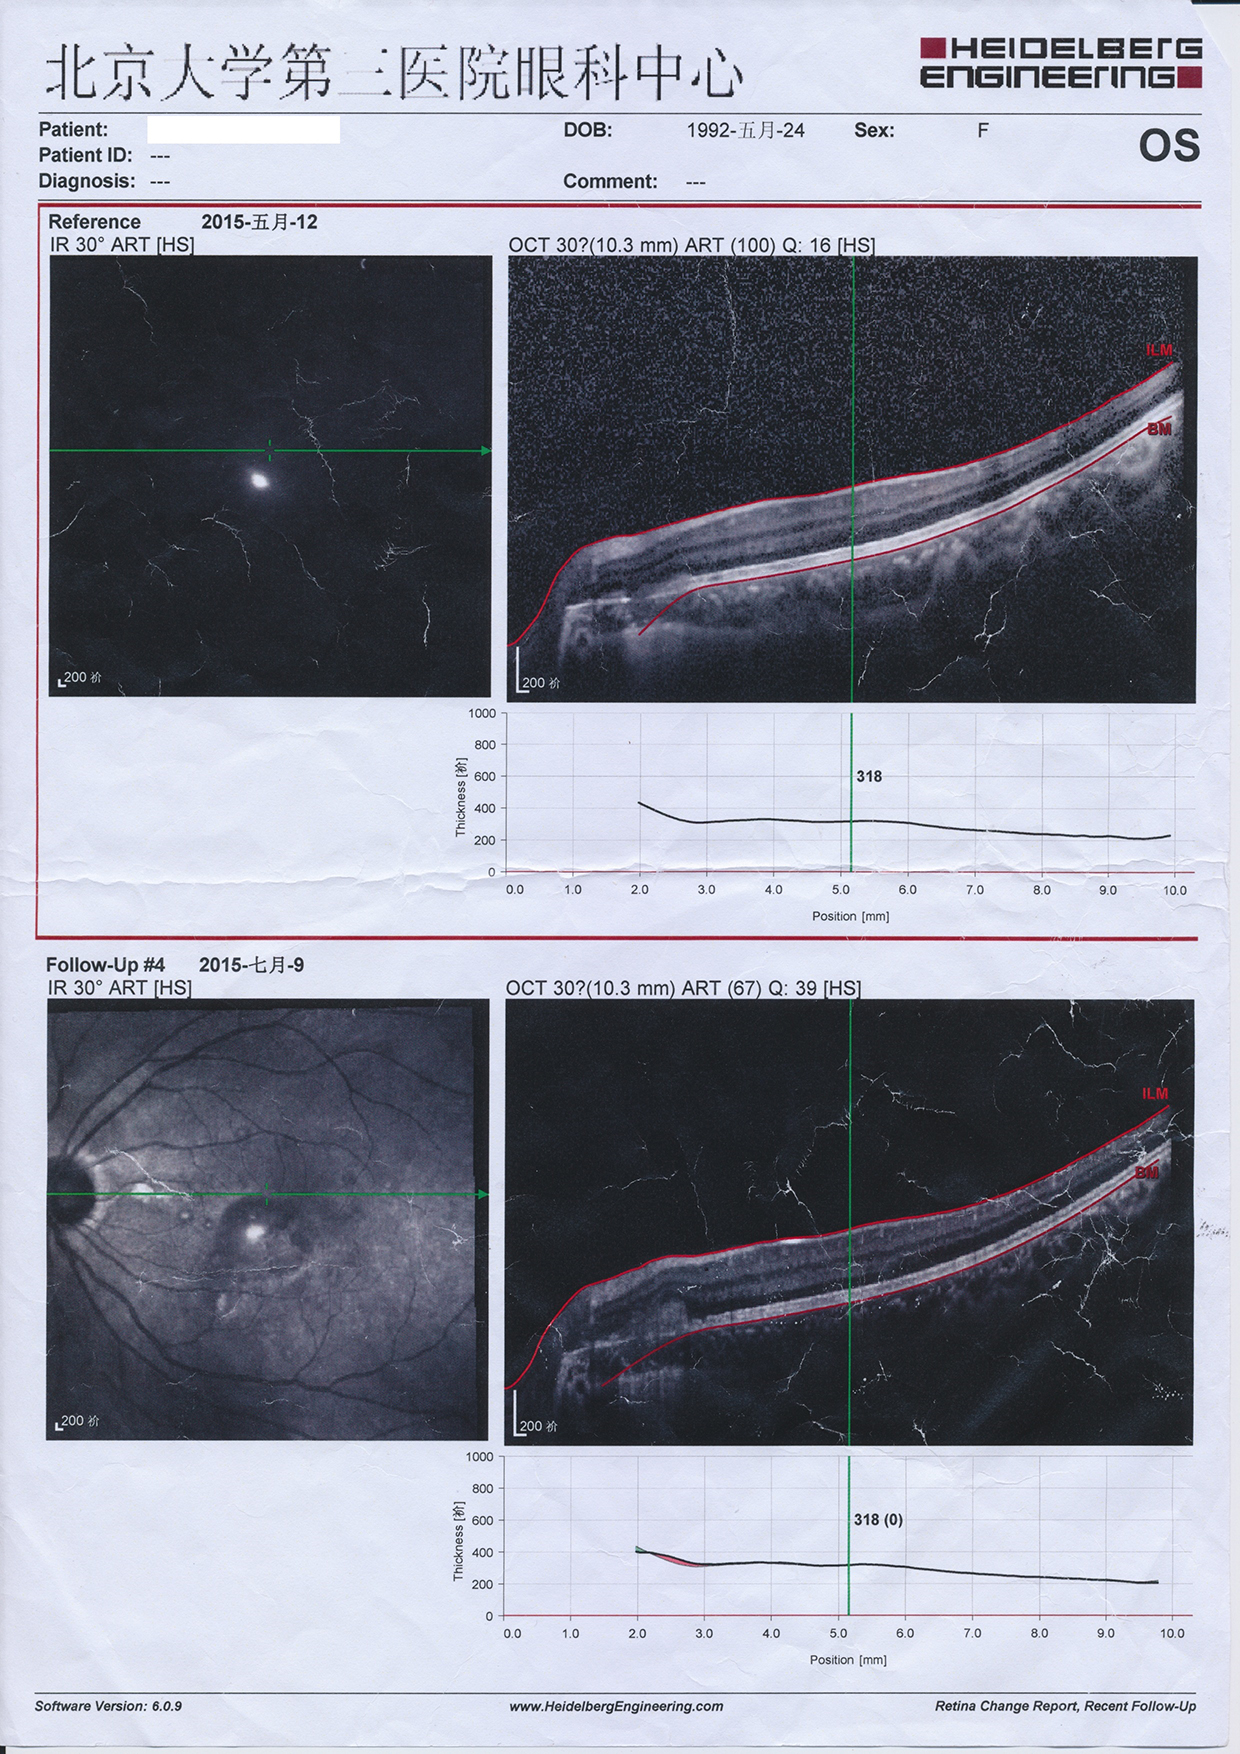 北京大学第三医院眼科中心
HEIDELBERG
ENGINEERING
Patient:
DOB: 1992-五月-24 Sex: F
OS
Patient ID: ---
Diagnosis: --- Comment: ---
Reference 2015-五月-12
IR 30° ART [HS] OCT 30?(10.3 mm) ART (100) Q: 16 [HS]
ILM
BM
200 祄 200 祄
1000
800
600
400
200
0
Thickness [祄]
318
0.0 1.0 2.0 3.0 4.0 5.0 6.0 7.0 8.0 9.0 10.0
Position [mm]
Follow-Up #4 2015-七月-9
IR 30° ART [HS] OCT 30?(10.3 mm) ART (67) Q: 39 [HS]
ILM
BM
200 祄 200 祄
1000
800
600
400
200
0
Thickness [祄]
318 (0)
0.0 1.0 2.0 3.0 4.0 5.0 6.0 7.0 8.0 9.0 10.0
Position [mm]
Software Version: 6.0.9 www.HeidelbergEngineering.com Retina Change Report, Recent Follow-Up